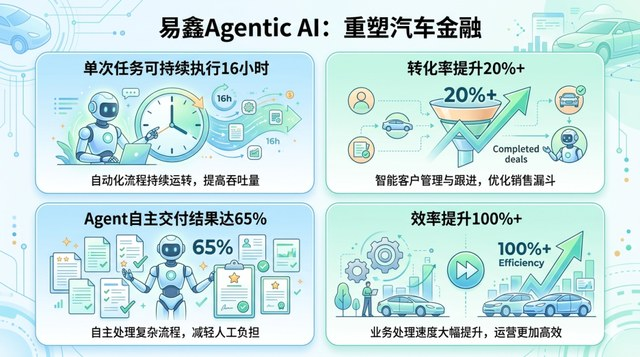 易鑫Agentic AI：重塑汽车金融
单次任务可持续执行16小时
16h
16h
自动化流程持续运转，提高吞吐量
转化率提升20%+
20%+
Completed
deals
智能客户管理与跟进，优化销售漏斗
Agent自主交付结果达65%
65%
自主处理复杂流程，减轻人工负担
效率提升100%+
100%+
Efficiency
业务处理速度大幅提升，运营更加高效